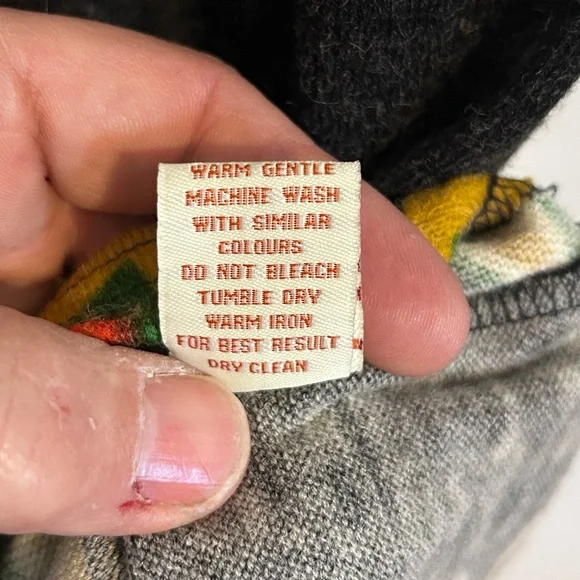 WARM GENTLE
MACHINE WASH
WITH SIMILAR
COLOURS
DO NOT BLEACH
TUMBLE DRY
WARM IRON
FOR BEST RESULT
DRY CLEAN